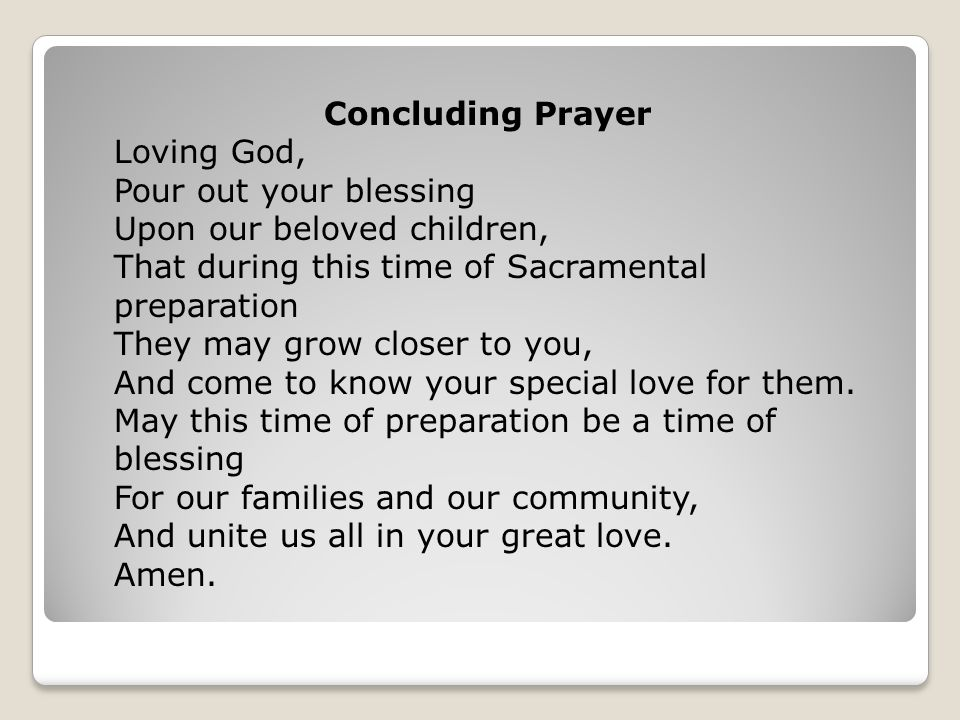 Concluding Prayer
Loving God,
Pour out your blessing
Upon our beloved children,
That during this time of Sacramental
preparation
They may grow closer to you,
And come to know your special love for them.
May this time of preparation be a time of
blessing
For our families and our community,
And unite us all in your great love.
Amen.